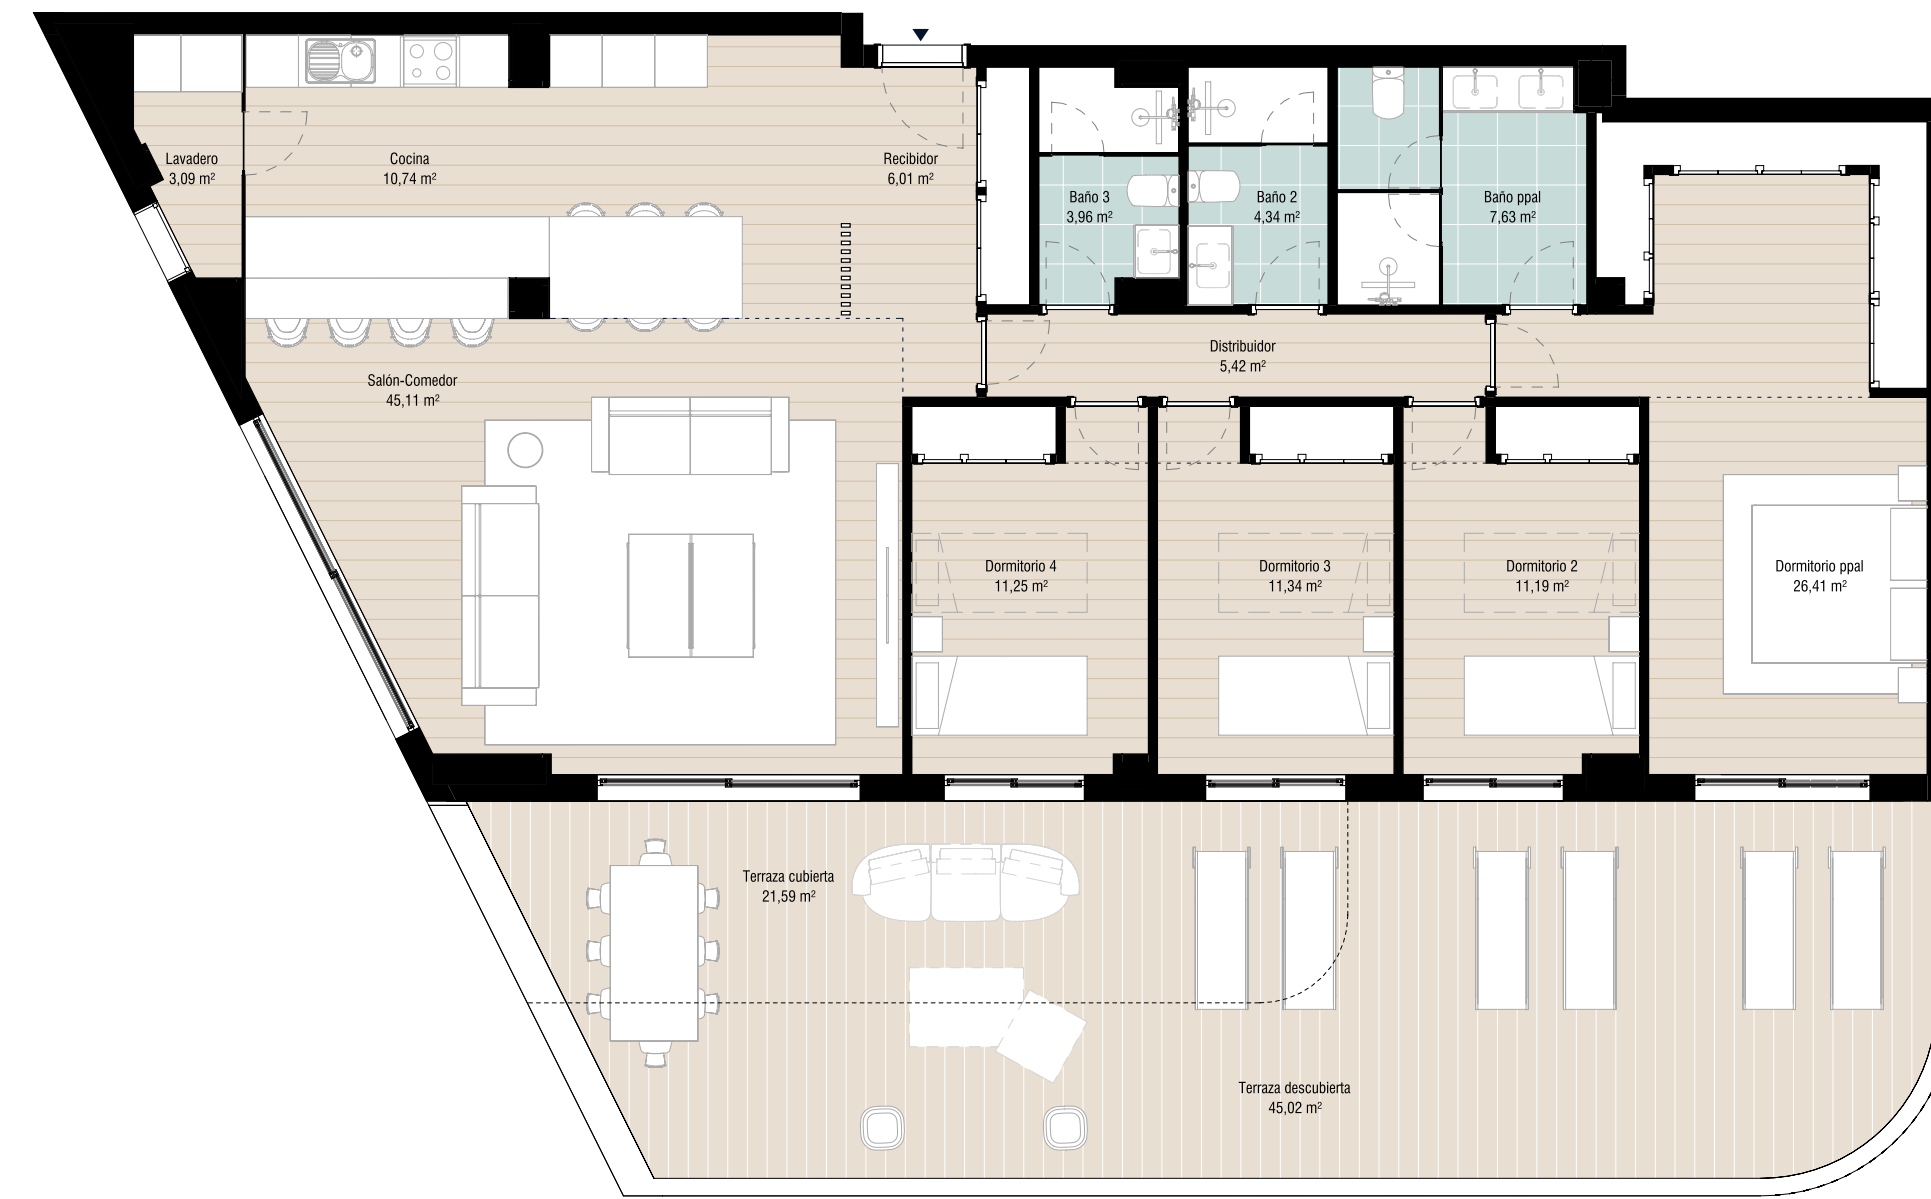 Lavadero
3,09 m²
Cocina
10,74 m²
Recibidor
6,01 m²
Baño 3
3,96 m²
Baño 2
4,34 m²
Baño ppal
7,63 m²
Distribuidor
5,42 m²
Salón-Comedor
45,11 m²
Dormitorio 4
11,25 m²
Dormitorio 3
11,34 m²
Dormitorio 2
11,19 m²
Dormitorio ppal
26,41 m²
Terraza cubierta
21,59 m²
Terraza descubierta
45,02 m²